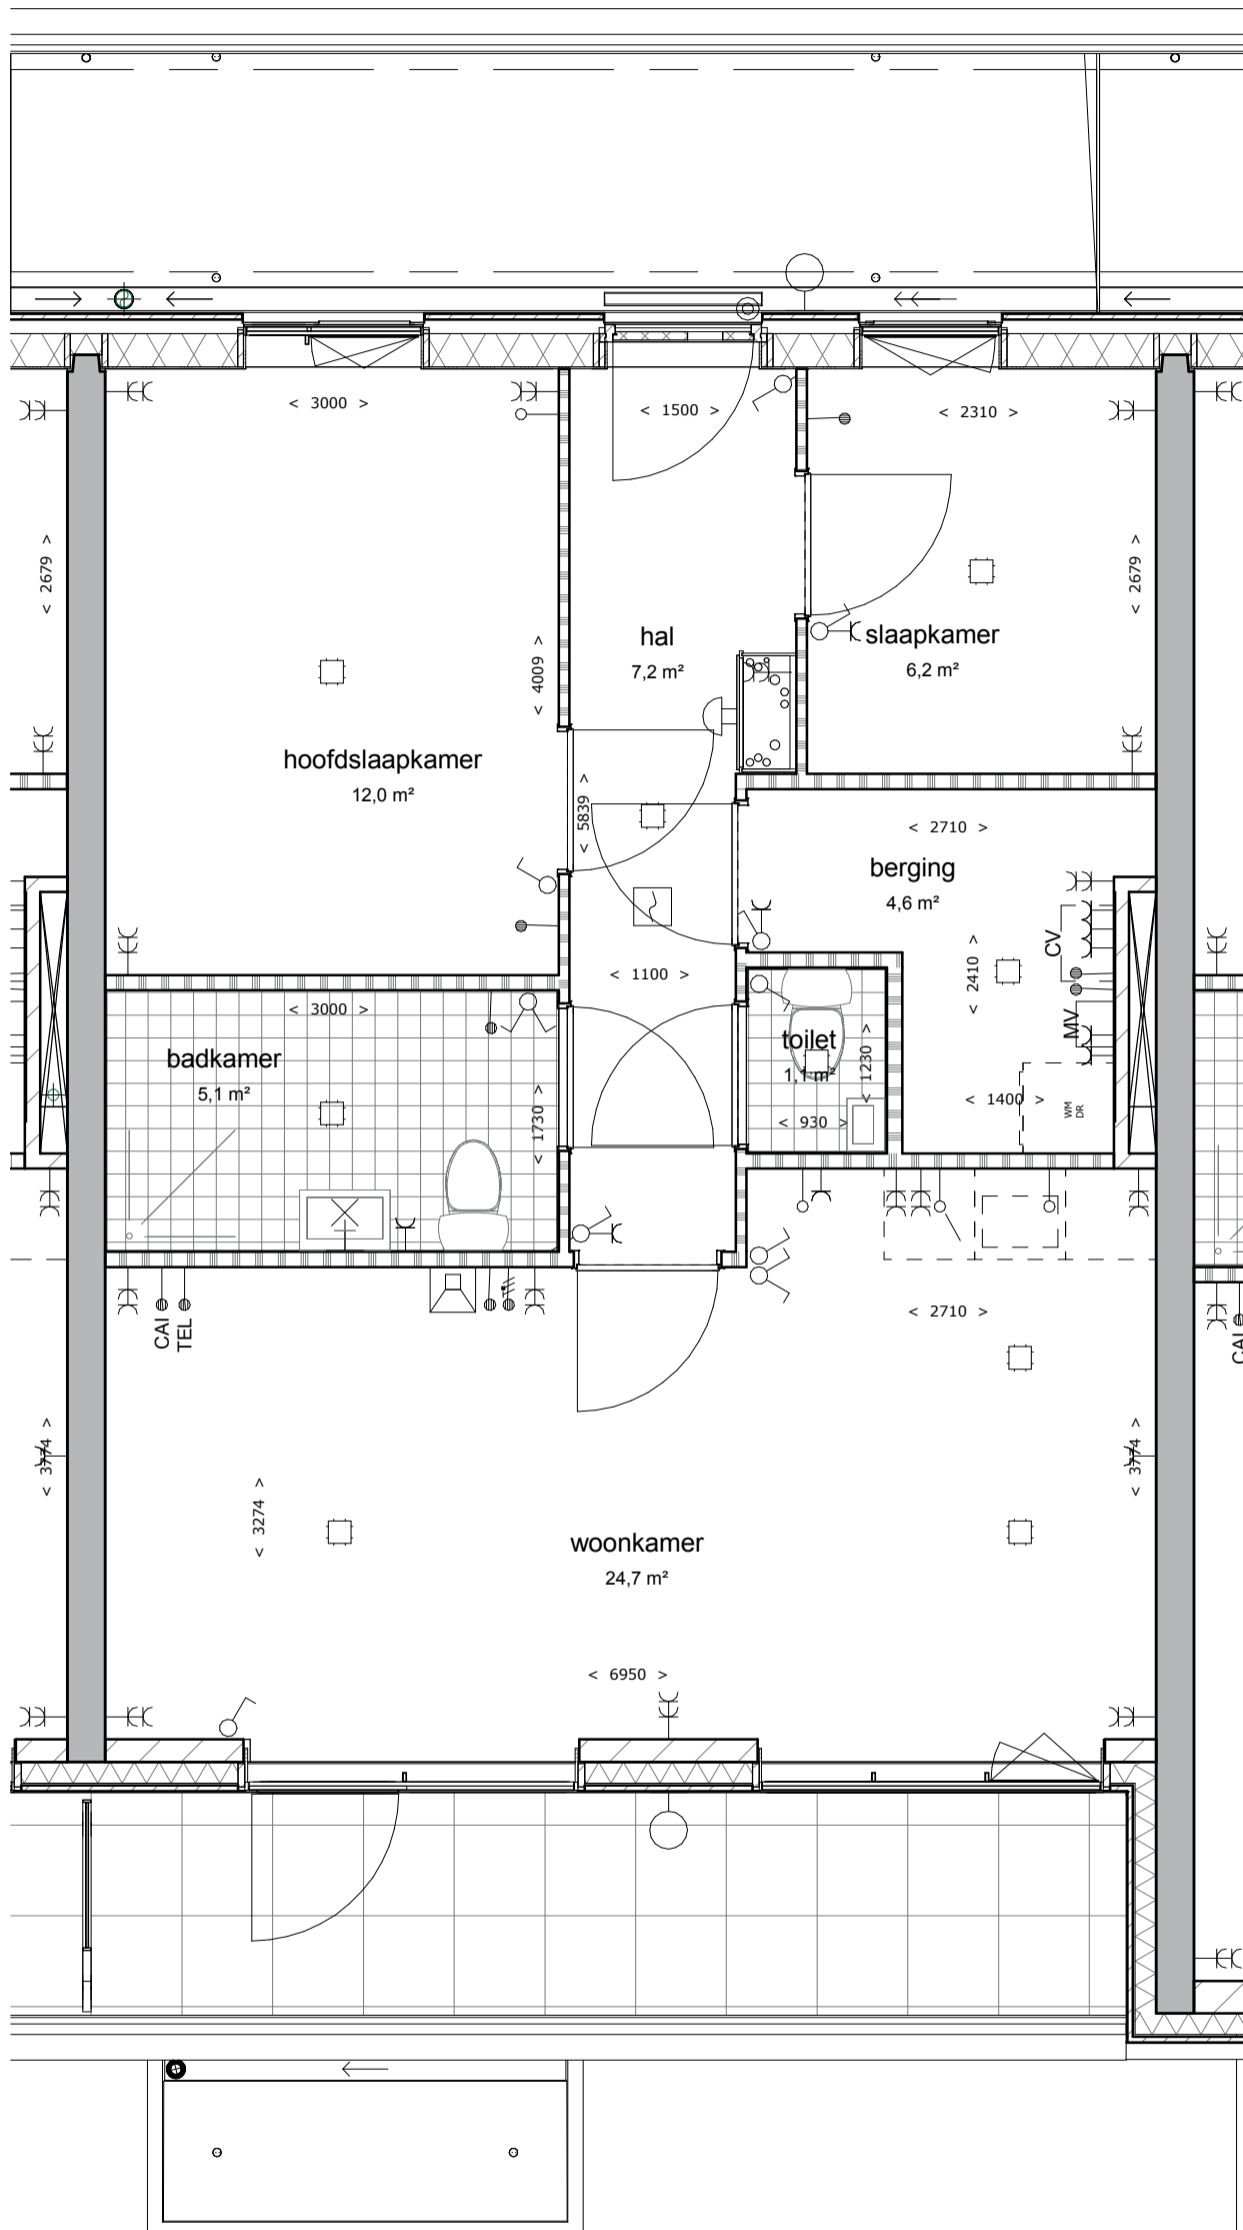 < 3000 >
< 1500 >
< 2310 >
< 2679 >
< 2679 >
hal
7,2 m²
slaapkamer
6,2 m²
< 4009 >
hoofdslaapkamer
12,0 m²
< 5839 >
< 2710 >
berging
4,6 m²
CV
< 2410 >
< 1100 >
< 3000 >
MV
badkamer
5,1 m²
toilet
1,1 m²
< 1230 >
< 1730 >
< 930 >
< 1400 >
WM
DR
CAI
TEL
< 2710 >
CAI
< 3774 >
< 3274 >
< 3774 >
woonkamer
24,7 m²
< 6950 >